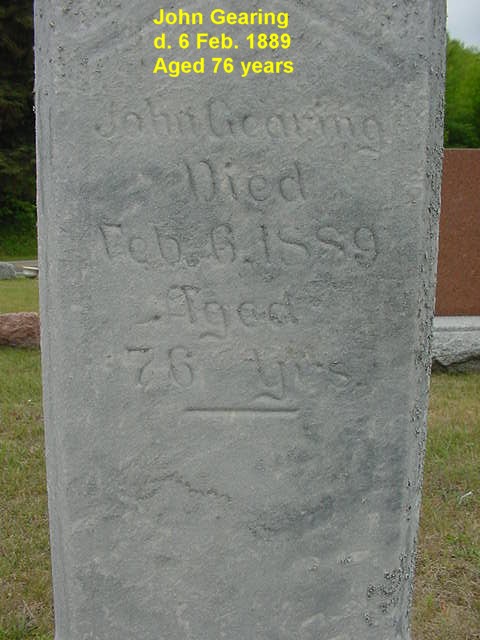 John Gearing
d. 6 Feb. 1889
Aged 76 years
John Gearing
Died
Feb. 6. 1889
Aged
76 Yrs.